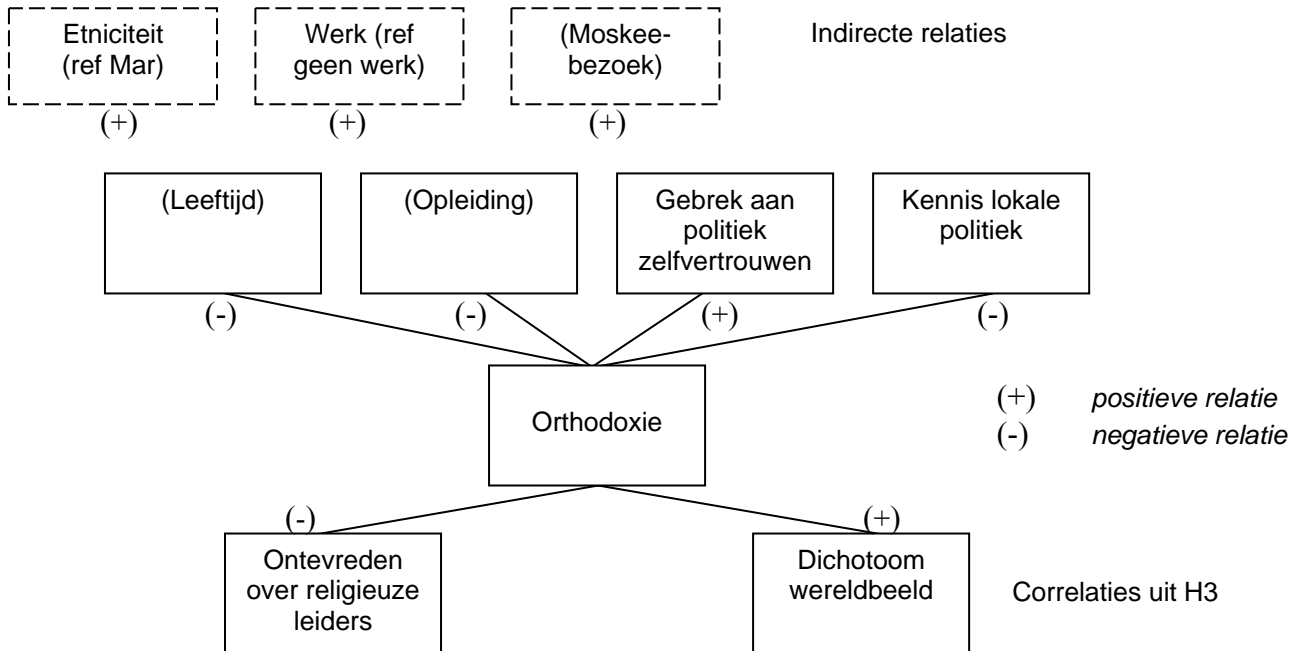 Etniciteit
(ref Mar)
Werk (ref
geen werk)
(Moskee-
bezoek)
Indirecte relaties
(+)
(+)
(+)
(Leeftijd)
(Opleiding)
Gebrek aan
politiek
zelfvertrouwen
Kennis lokale
politiek
(-)
(-)
(+)
(-)
Orthodoxie
(+) positieve relatie
(-) negatieve relatie
(-)
(+)
Ontevreden
over religieuze
leiders
Dichotoom
wereldbeeld
Correlaties uit H3